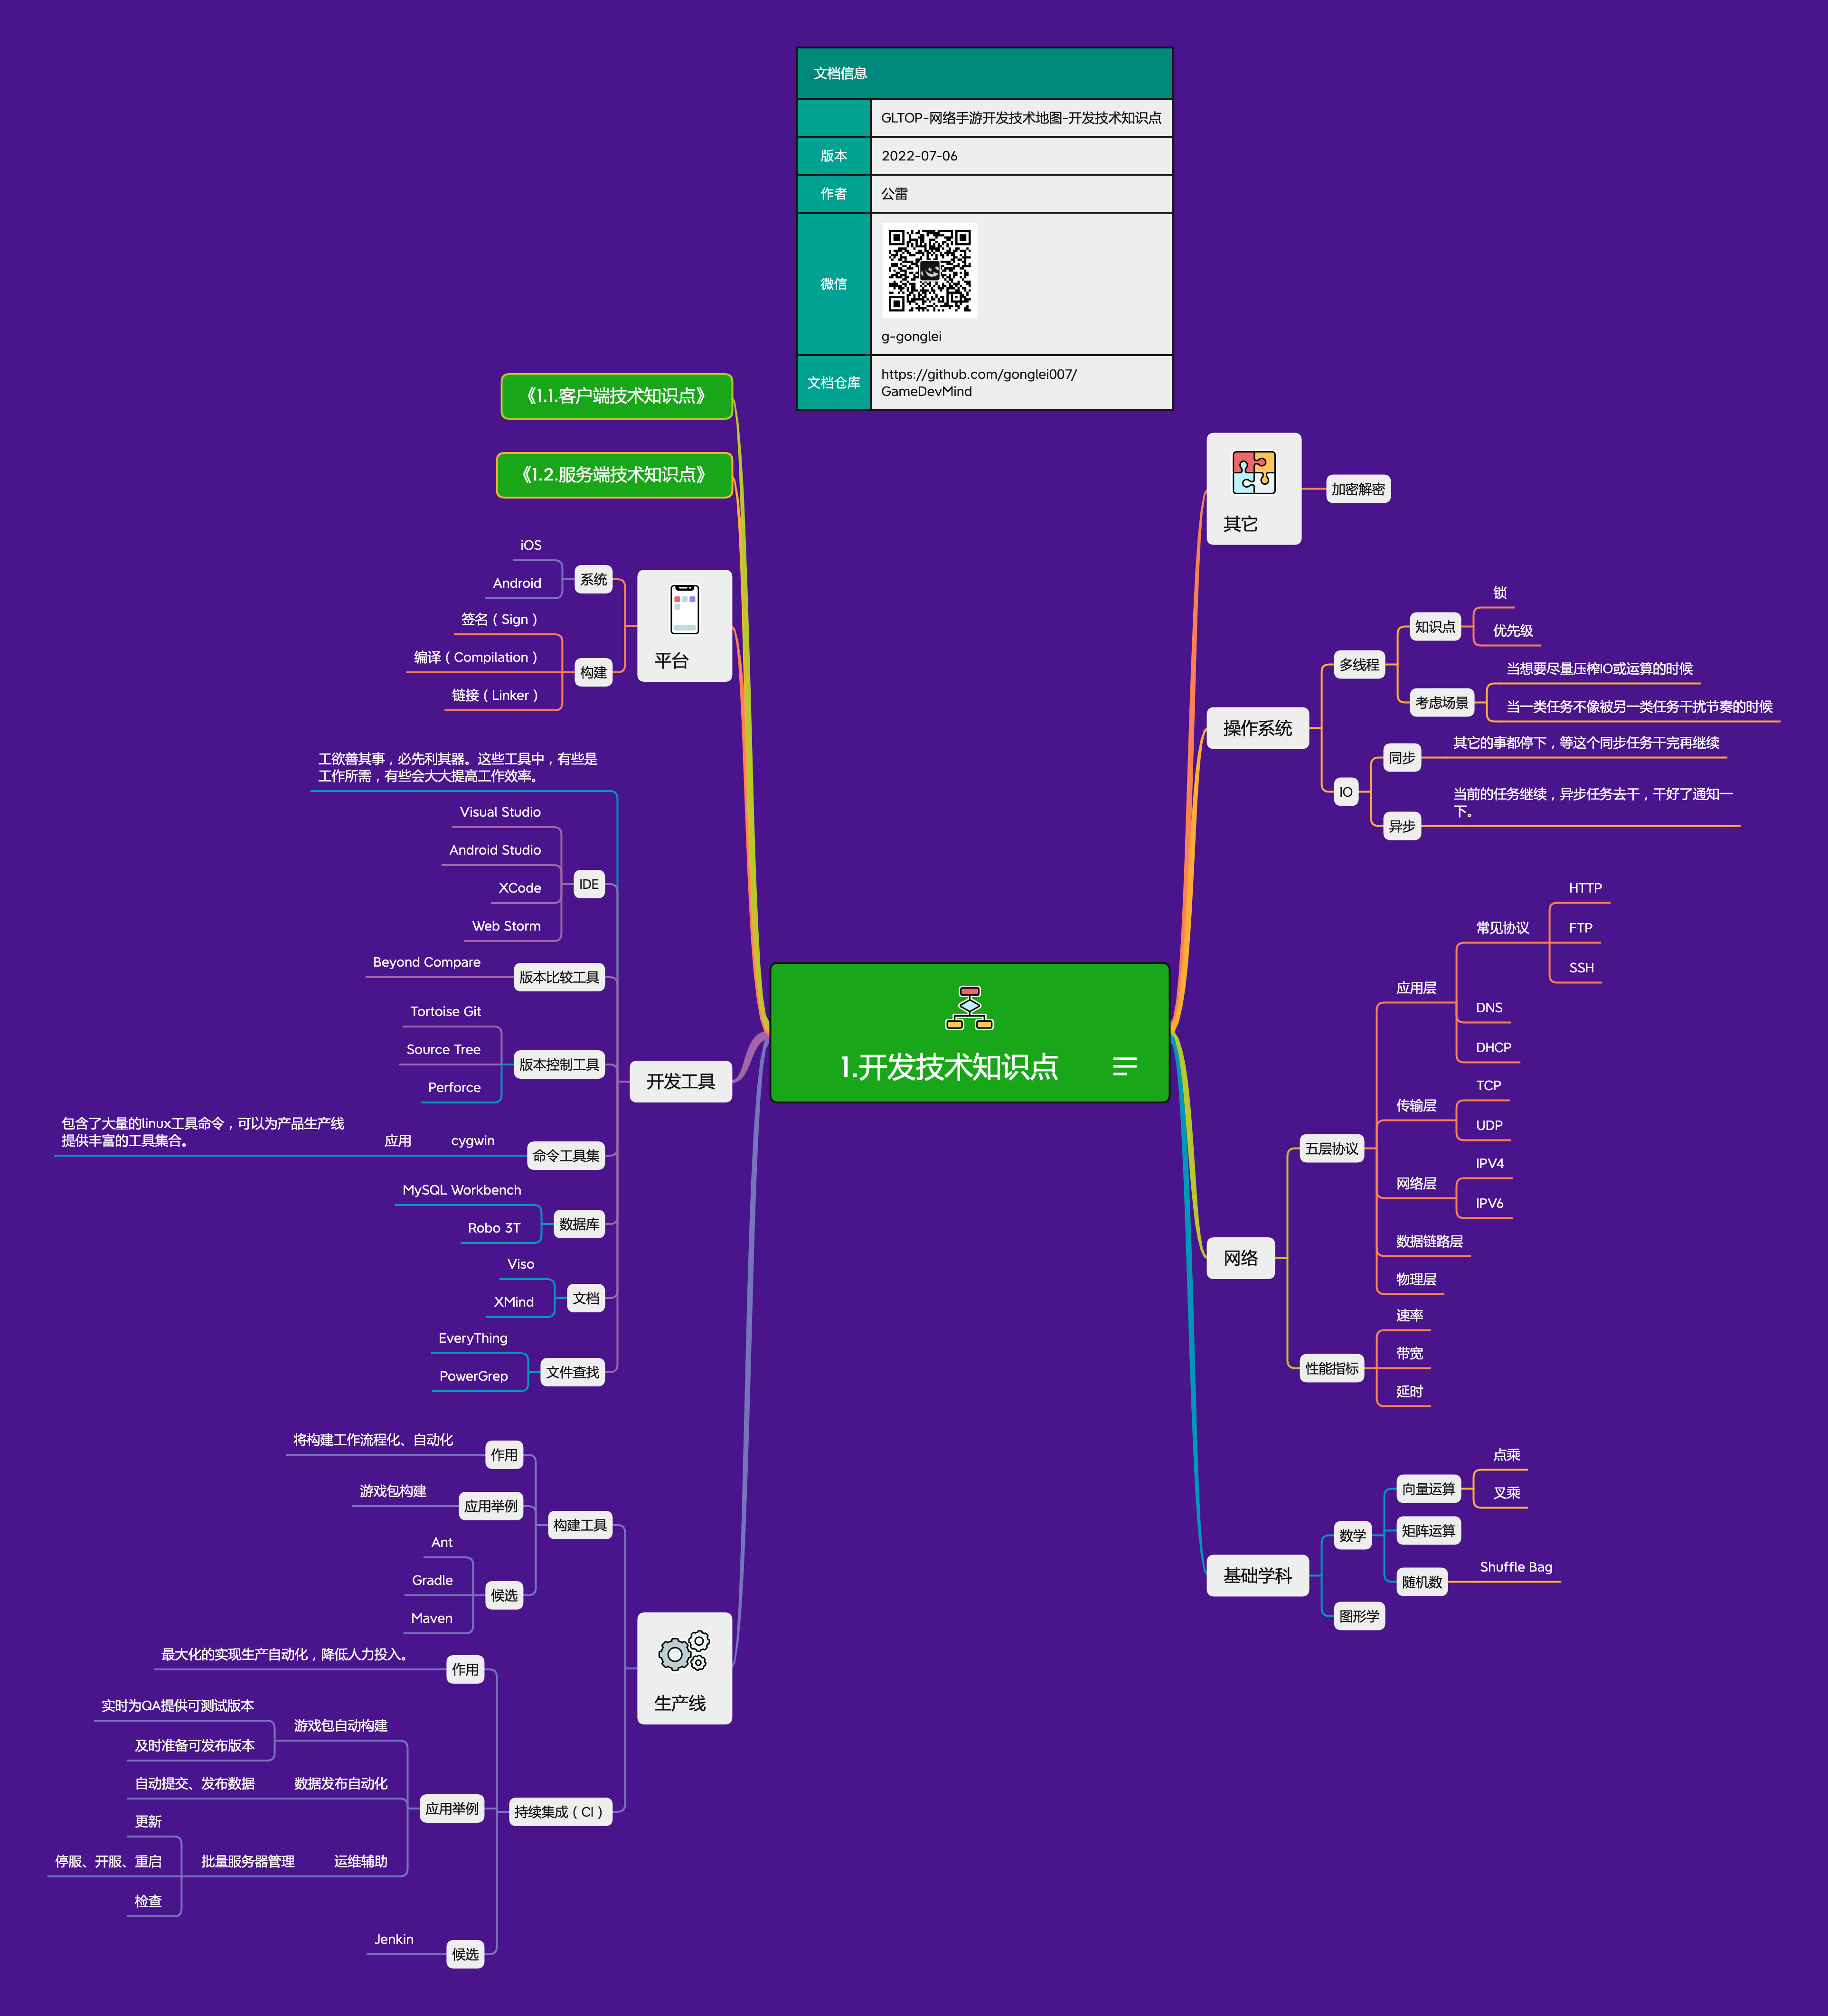 文档信息
GLTOP-网络手游开发技术地图-开发技术知识点
版本
2022-07-06
作者
公雷
微信
g-gonglei
文档仓库
https://github.com/gonglei007/
GameDevMind
1.开发技术知识点
《1.1.客户端技术知识点》
《1.2.服务端技术知识点》
平台
系统
iOS
Android
构建
签名(Sign)
编译(Compilation)
链接(Linker)
开发工具
工欲善其事,必先利其器。这些工具中,有些是
工作所需,有些会大大提高工作效率。
IDE
Visual Studio
Android Studio
XCode
Web Storm
版本比较工具
Beyond Compare
版本控制工具
Tortoise Git
Source Tree
Perforce
命令工具集
cygwin
应用
包含了大量的linux工具命令,可以为产品生产线
提供丰富的工具集合。
数据库
MySQL Workbench
Robo 3T
文档
Viso
XMind
文件查找
EveryThing
PowerGrep
生产线
构建工具
作用
将构建工作流程化、自动化
应用举例
游戏包构建
候选
Ant
Gradle
Maven
持续集成(CI)
作用
最大化的实现生产自动化,降低人力投入。
应用举例
游戏包自动构建
实时为QA提供可测试版本
及时准备可发布版本
数据发布自动化
自动提交、发布数据
运维辅助
批量服务器管理
更新
停服、开服、重启
检查
候选
Jenkin
其它
加密解密
操作系统
多线程
知识点
锁
优先级
考虑场景
当想要尽量压榨IO或运算的时候
当一类任务不像被另一类任务干扰节奏的时候
IO
同步
其它的事都停下,等这个同步任务干完再继续
异步
当前的任务继续,异步任务去干,干好了通知一
下。
网络
五层协议
应用层
常见协议
HTTP
FTP
SSH
DNS
DHCP
传输层
TCP
UDP
网络层
IPV4
IPV6
数据链路层
物理层
性能指标
速率
带宽
延时
基础学科
数学
向量运算
点乘
叉乘
矩阵运算
随机数
Shuffle Bag
图形学